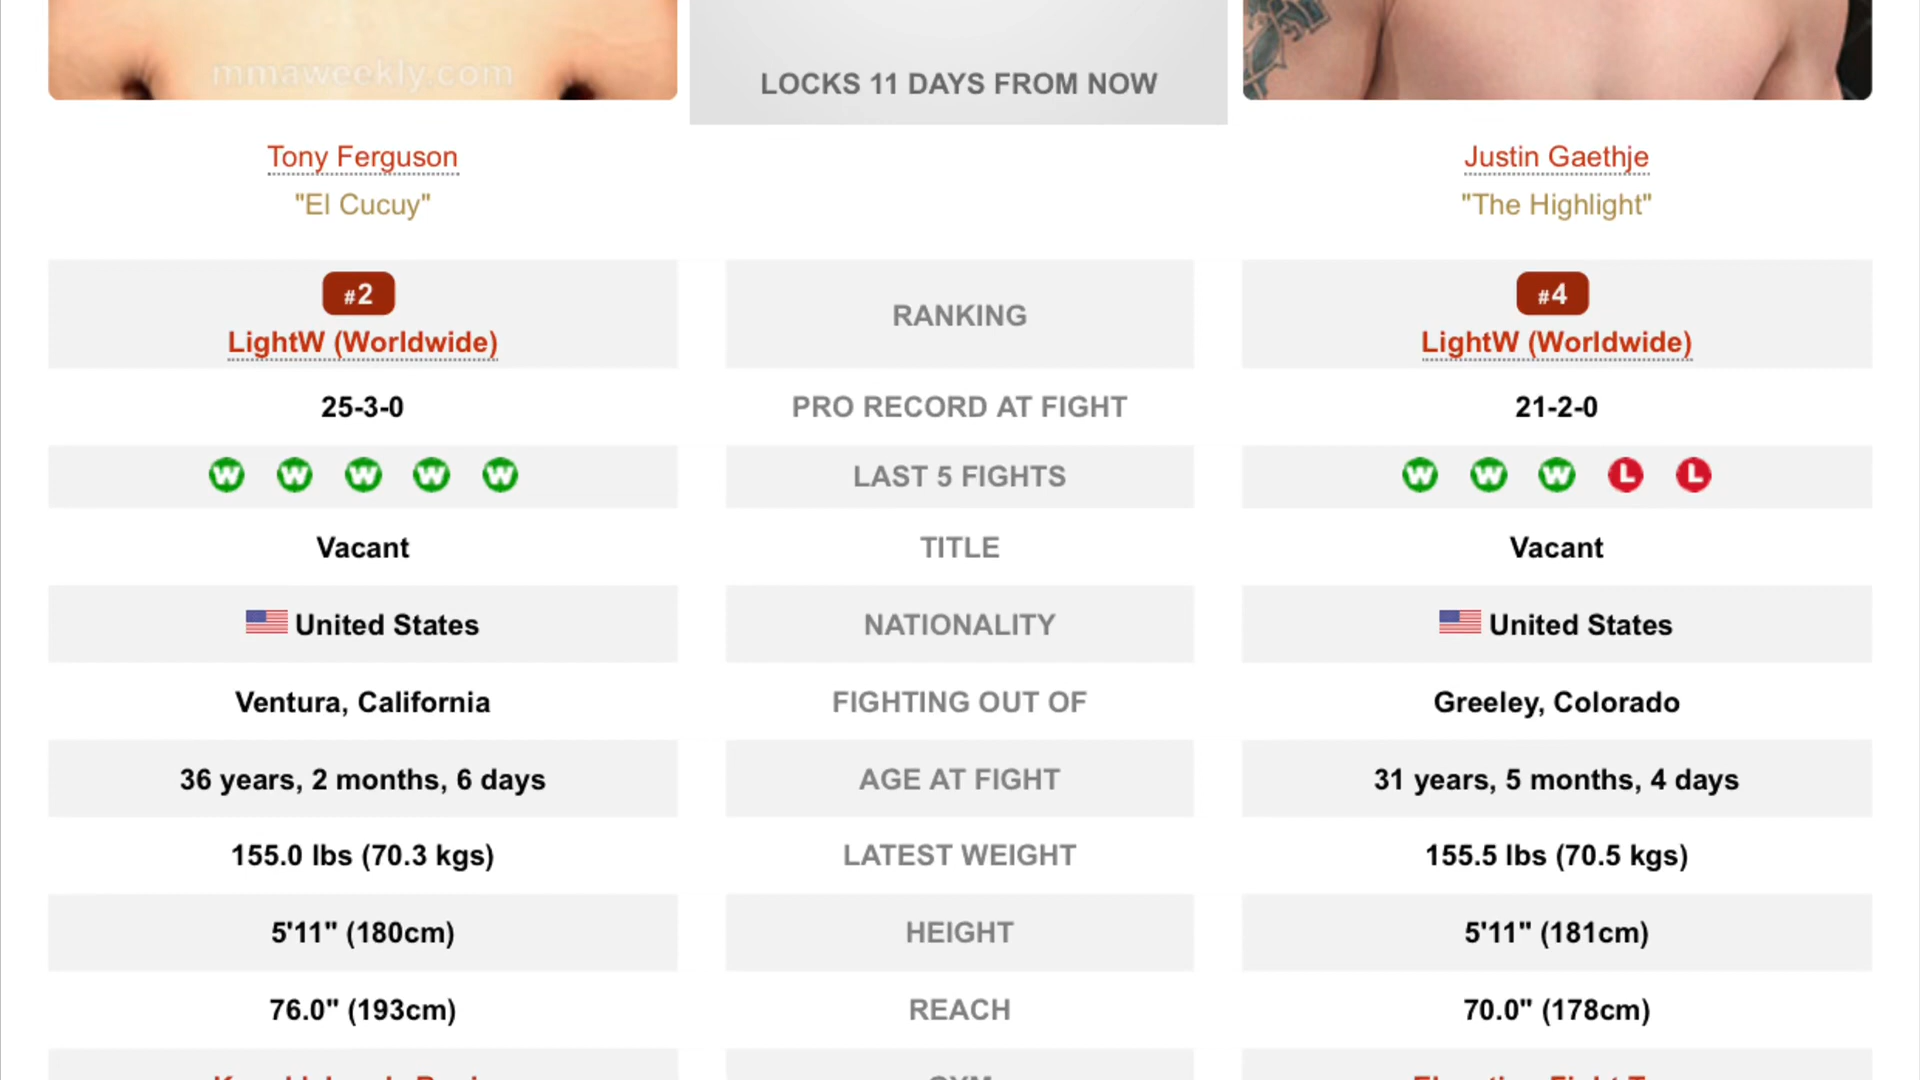 mmaweekly.com
LOCKS 11 DAYS FROM NOW
Tony Ferguson
Justin Gaethje
"El Cucuy"
"The Highlight"
#2
LightW (Worldwide)
RANKING
#4
LightW (Worldwide)
25-3-0
PRO RECORD AT FIGHT
21-2-0
W W W W W
LAST 5 FIGHTS
W W W L L
Vacant
TITLE
Vacant
United States
NATIONALITY
United States
Ventura, California
FIGHTING OUT OF
Greeley, Colorado
36 years, 2 months, 6 days
AGE AT FIGHT
31 years, 5 months, 4 days
155.0 lbs (70.3 kgs)
LATEST WEIGHT
155.5 lbs (70.5 kgs)
5'11" (180cm)
HEIGHT
5'11" (181cm)
76.0" (193cm)
REACH
70.0" (178cm)
GYM